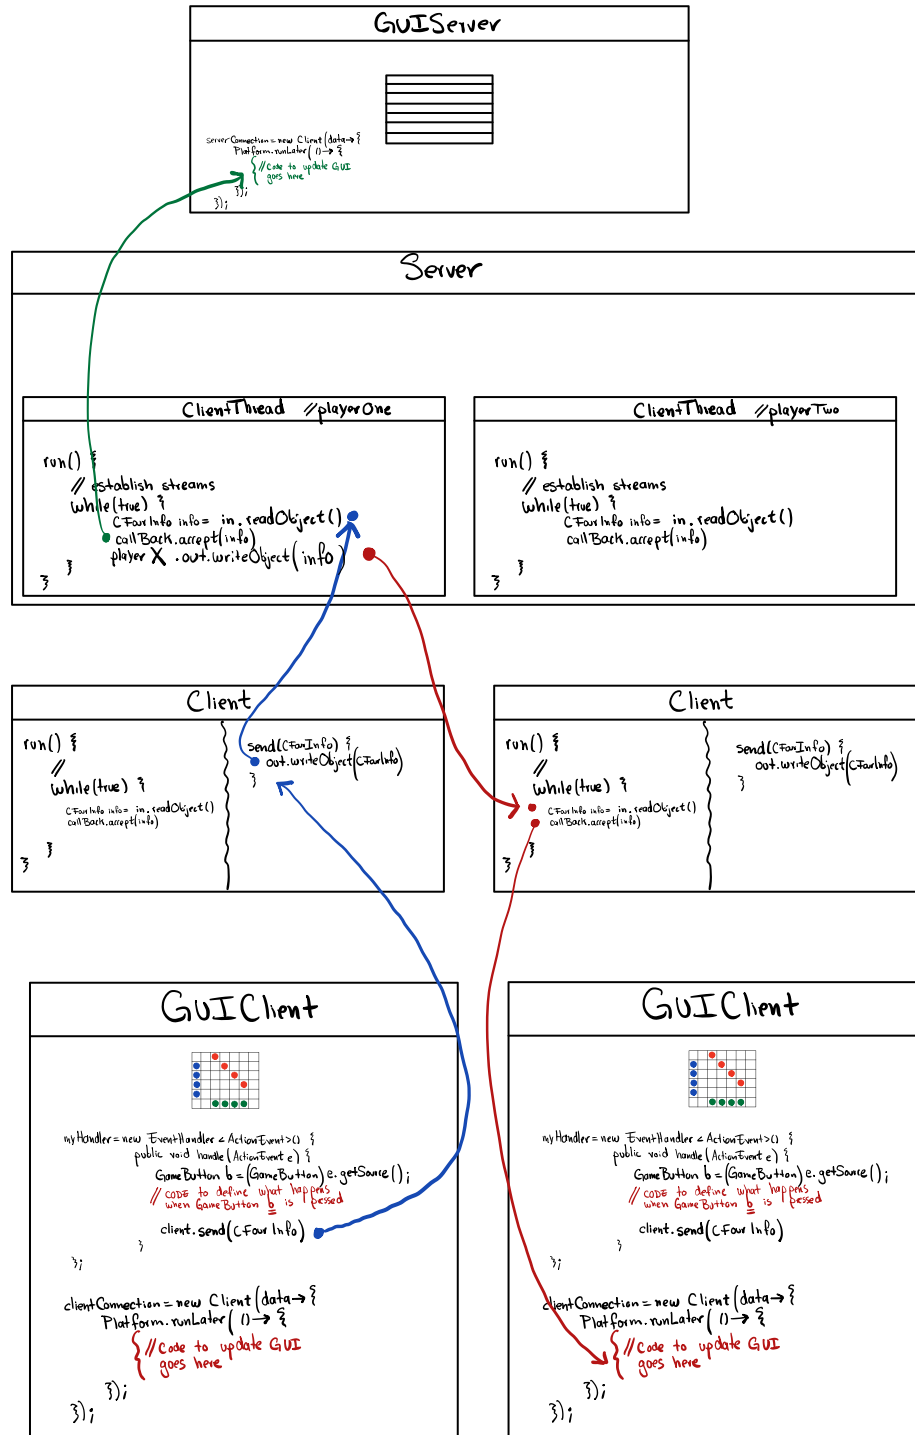 GUIServer
serverConnection = new Client(data→ {
Platform.runLater( () → {
{ // Code to update GUI
goes here
});
});
Server
ClientThread //playerOne
run() {
// establish streams
while(true) {
CFourInfo info = in.readObject()
callBack.accept(info)
player X .out.writeObject(info)
}
}
ClientThread //playerTwo
run() {
// establish streams
while(true) {
CFourInfo info = in.readObject()
callBack.accept(info)
}
}
Client
run() {
//
while(true) {
CFourInfo info = in.readObject()
callBack.accept(info)
}
}
send(CFourInfo) {
out.writeObject(CFourInfo)
}
Client
run() {
//
while(true) {
CFourInfo info = in.readObject()
callBack.accept(info)
}
}
send(CFourInfo) {
out.writeObject(CFourInfo)
}
GUIClient
myHandler = new EventHandler<ActionEvent>() {
public void handle(ActionEvent e) {
GameButton b = (GameButton) e.getSource();
// CODE to define what happens
when GameButton b is pressed
client.send(CFourInfo)
}
};
clientConnection = new Client(data→ {
Platform.runLater( () → {
{ // Code to update GUI
goes here
});
});
GUIClient
myHandler = new EventHandler<ActionEvent>() {
public void handle(ActionEvent e) {
GameButton b = (GameButton) e.getSource();
// CODE to define what happens
when GameButton b is pressed
client.send(CFourInfo)
}
};
clientConnection = new Client(data→ {
Platform.runLater( () → {
{ // Code to update GUI
goes here
});
});